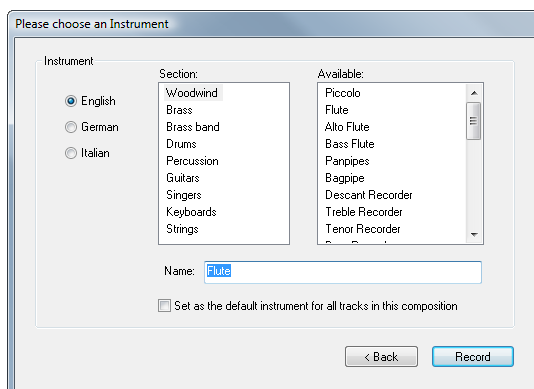 Please choose an Instrument
Instrument
English
German
Italian
Section:
Woodwind
Brass
Brass band
Drums
Percussion
Guitars
Singers
Keyboards
Strings
Available:
Piccolo
Flute
Alto Flute
Bass Flute
Panpipes
Bagpipe
Descant Recorder
Treble Recorder
Tenor Recorder
Name: Flute
Set as the default instrument for all tracks in this composition
< Back
Record